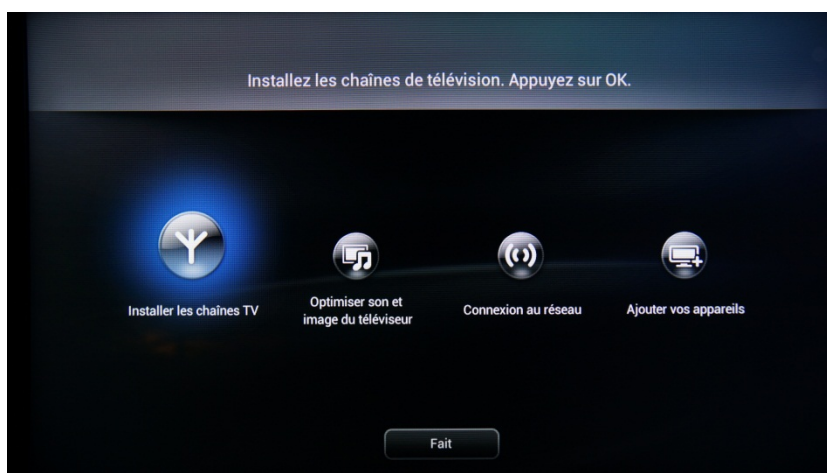 Installez les chaînes de télévision. Appuyez sur OK.
Installer les chaînes TV
Optimiser son et
image du téléviseur
Connexion au réseau
Ajouter vos appareils
Fait